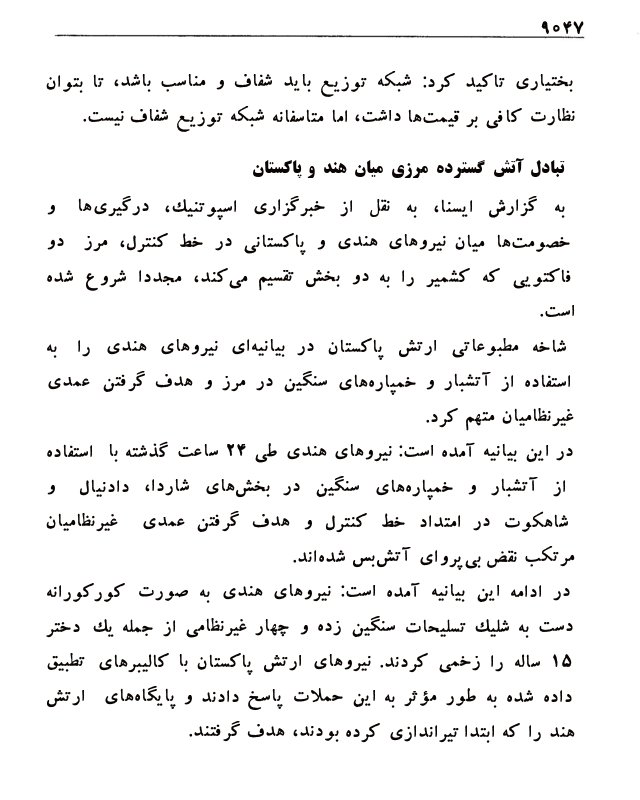 ۹۰۴۷
بختیاری تاکید کرد: شبکه توزیع باید شفاف و مناسب باشد، تا بتوان
نظارت کافی بر قیمت‌ها داشت، اما متاسفانه شبکه توزیع شفاف نیست.
تبادل آتش گسترده مرزی میان هند و پاکستان
به گزارش ایسنا، به نقل از خبرگزاری اسپوتنیك، درگیری‌ها و
خصومت‌ها میان نیروهای هندی و پاکستانی در خط کنترل، مرز دو
فاکتویی که کشمیر را به دو بخش تقسیم می‌کند، مجددا شروع شده
است.
شاخه مطبوعاتی ارتش پاکستان در بیانیه‌ای نیروهای هندی را به
استفاده از آتشبار و خمپاره‌های سنگین در مرز و هدف گرفتن عمدی
غیرنظامیان متهم کرد.
در این بیانیه آمده است: نیروهای هندی طی ۲۴ ساعت گذشته با استفاده
از آتشبار و خمپاره‌های سنگین در بخش‌های شاردا، دادنیال و
شاهکوت در امتداد خط کنترل و هدف گرفتن عمدی غیرنظامیان
مرتکب نقض بی‌پروای آتش‌بس شده‌اند.
در ادامه این بیانیه آمده است: نیروهای هندی به صورت کورکورانه
دست به شلیك تسلیحات سنگین زده و چهار غیرنظامی از جمله یك دختر
۱۵ ساله را زخمی کردند. نیروهای ارتش پاکستان با کالیبرهای تطبیق
داده شده به طور مؤثر به این حملات پاسخ دادند و پایگاه‌های ارتش
هند را که ابتدا تیراندازی کرده بودند، هدف گرفتند.